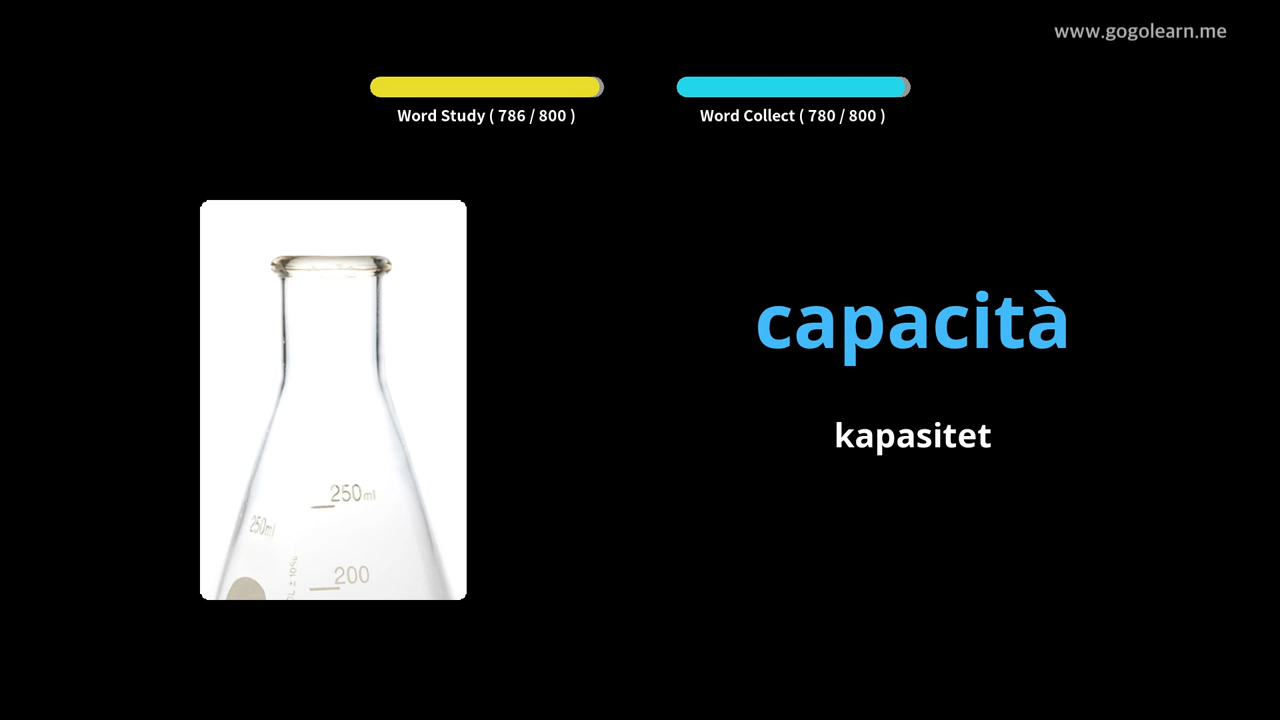 www.gogolearn.me
Word Study ( 786 / 800 )
Word Collect ( 780 / 800 )
capacità
kapasitet
250ml
250ml
200